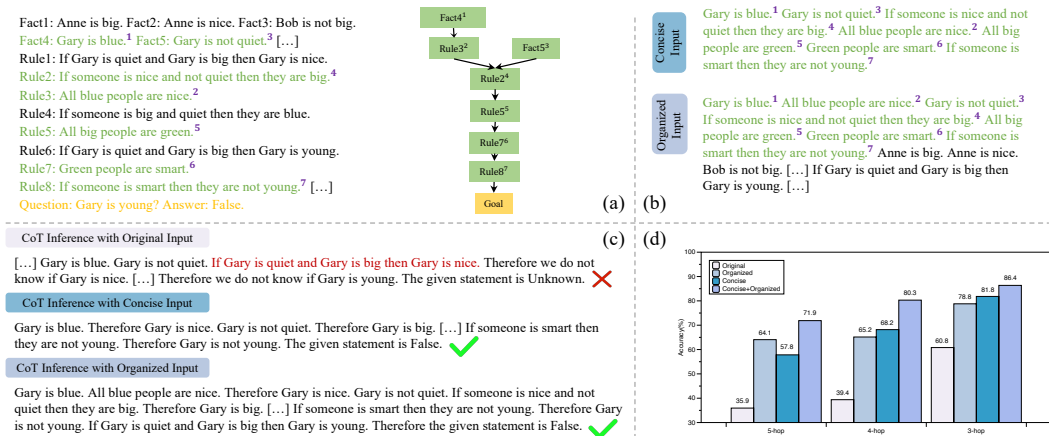 Fact1: Anne is big. Fact2: Anne is nice. Fact3: Bob is not big.
Fact4: Gary is blue.¹ Fact5: Gary is not quiet.³ […]
Rule1: If Gary is quiet and Gary is big then Gary is nice.
Rule2: If someone is nice and not quiet then they are big.⁴
Rule3: All blue people are nice.²
Rule4: If someone is big and quiet then they are blue.
Rule5: All big people are green.⁵
Rule6: If Gary is quiet and Gary is big then Gary is young.
Rule7: Green people are smart.⁶
Rule8: If someone is smart then they are not young.⁷ […]
Question: Gary is young? Answer: False.
Fact4¹
Rule3²
Fact5³
Rule2⁴
Rule5⁵
Rule7⁶
Rule8⁷
Goal
(a)
Concise
Input
Gary is blue.¹ Gary is not quiet.³ If someone is nice and not
quiet then they are big.⁴ All blue people are nice.² All big
people are green.⁵ Green people are smart.⁶ If someone is
smart then they are not young.⁷
Organized
Input
Gary is blue.¹ All blue people are nice.² Gary is not quiet.³
If someone is nice and not quiet then they are big.⁴ All big
people are green.⁵ Green people are smart.⁶ If someone is
smart then they are not young.⁷ Anne is big. Anne is nice.
Bob is not big. […] If Gary is quiet and Gary is big then
Gary is young. […]
(b)
CoT Inference with Original Input
(c)
[…] Gary is blue. Gary is not quiet. If Gary is quiet and Gary is big then Gary is nice. Therefore we do not
know if Gary is nice. […] Therefore we do not know if Gary is young. The given statement is Unknown.
CoT Inference with Concise Input
Gary is blue. Therefore Gary is nice. Gary is not quiet. Therefore Gary is big. […] If someone is smart then
they are not young. Therefore Gary is not young. The given statement is False.
CoT Inference with Organized Input
Gary is blue. All blue people are nice. Therefore Gary is nice. Gary is not quiet. If someone is nice and not
quiet then they are big. Therefore Gary is big. […] If someone is smart then they are not young. Therefore Gary
is not young. If Gary is quiet and Gary is big then Gary is young. Therefore the given statement is False.
(d)
Accuracy(%)
100
90
80
70
60
50
40
30
Original
Organized
Concise
Concise+Organized
35.9
64.1
57.8
71.9
39.4
65.2
68.2
80.3
60.8
78.8
81.8
86.4
5-hop
4-hop
3-hop